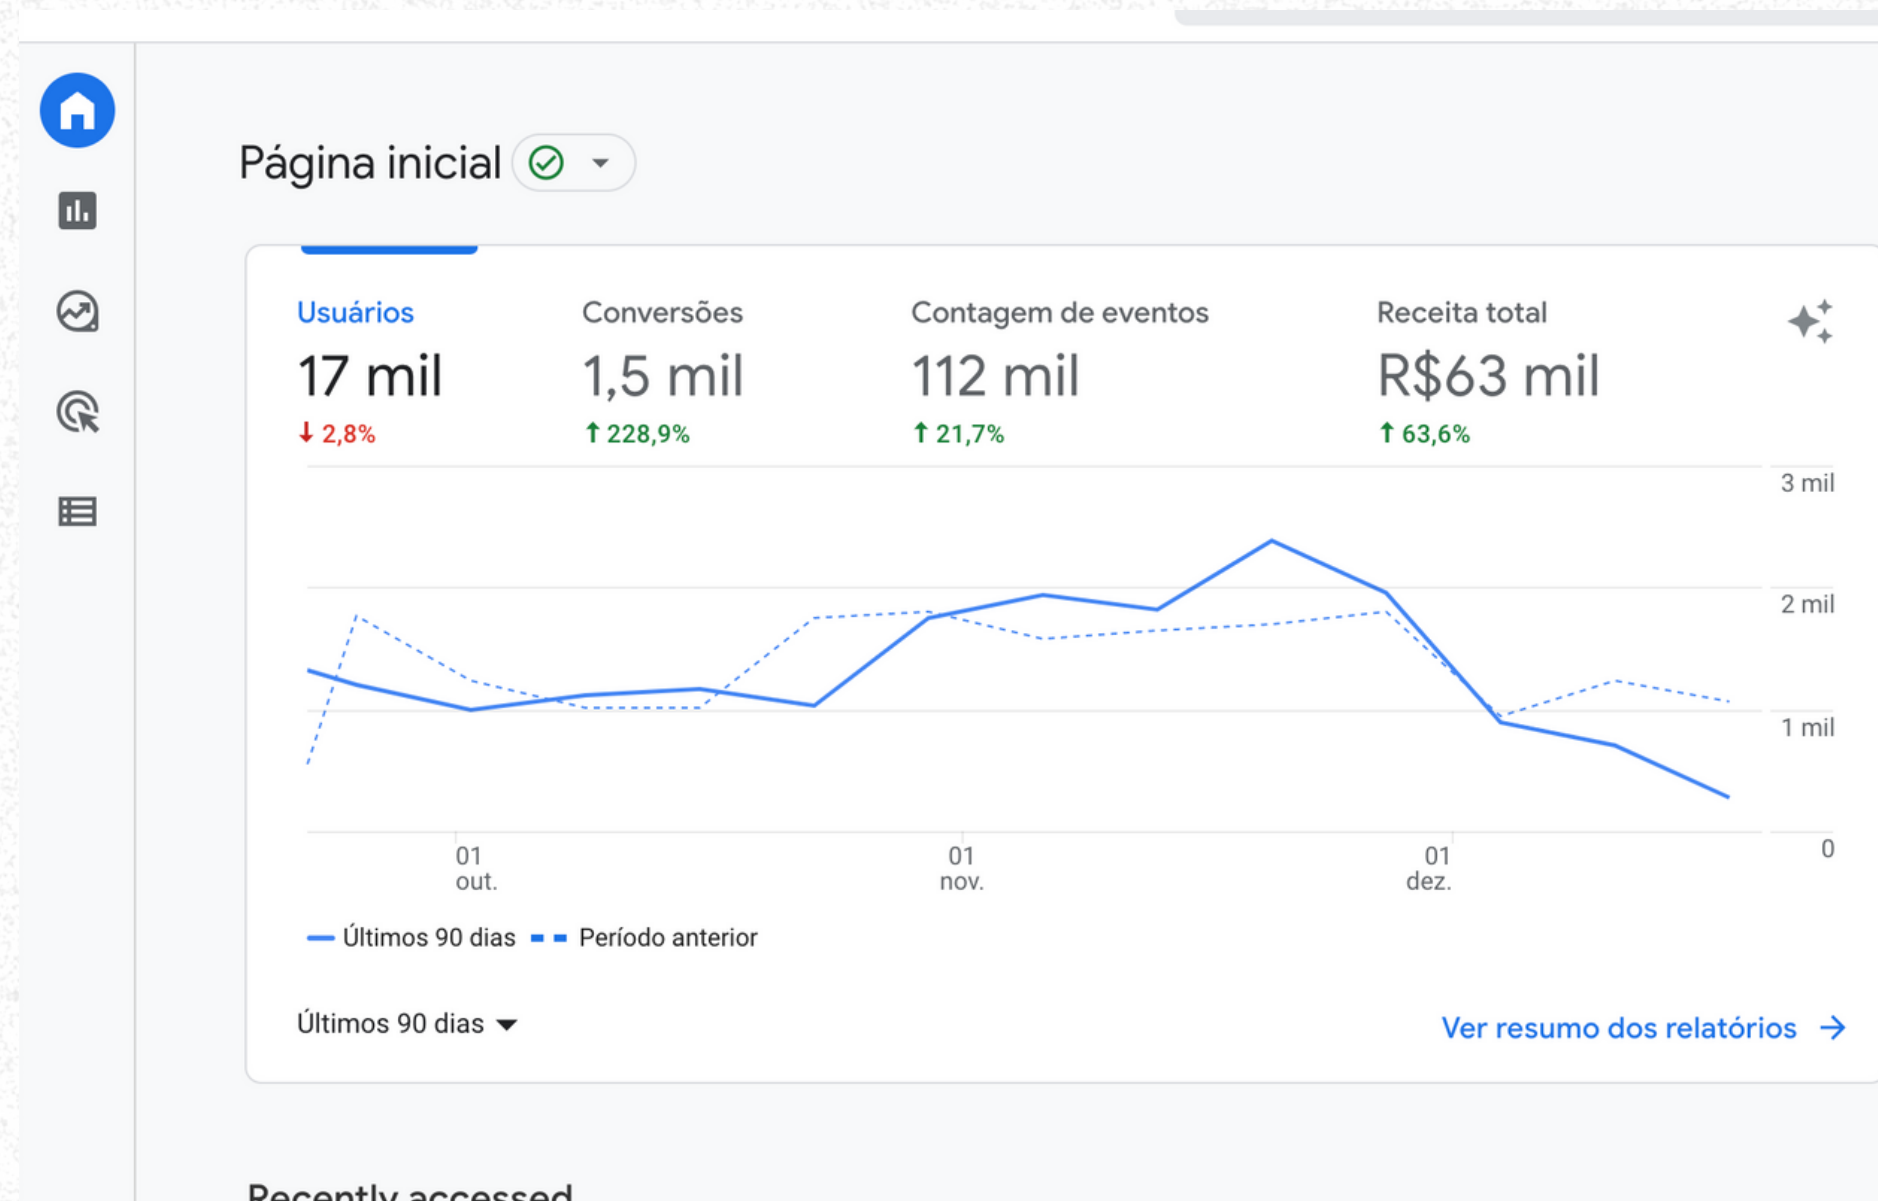 Página inicial
Usuários
Conversões
Contagem de eventos
Receita total
17 mil
1,5 mil
112 mil
R$63 mil
2,8%
228,9%
21,7%
63,6%
3 mil
2 mil
1 mil
0
01
out.
01
nov.
01
dez.
Últimos 90 dias
Período anterior
Últimos 90 dias
Ver resumo dos relatórios
Recently accessed